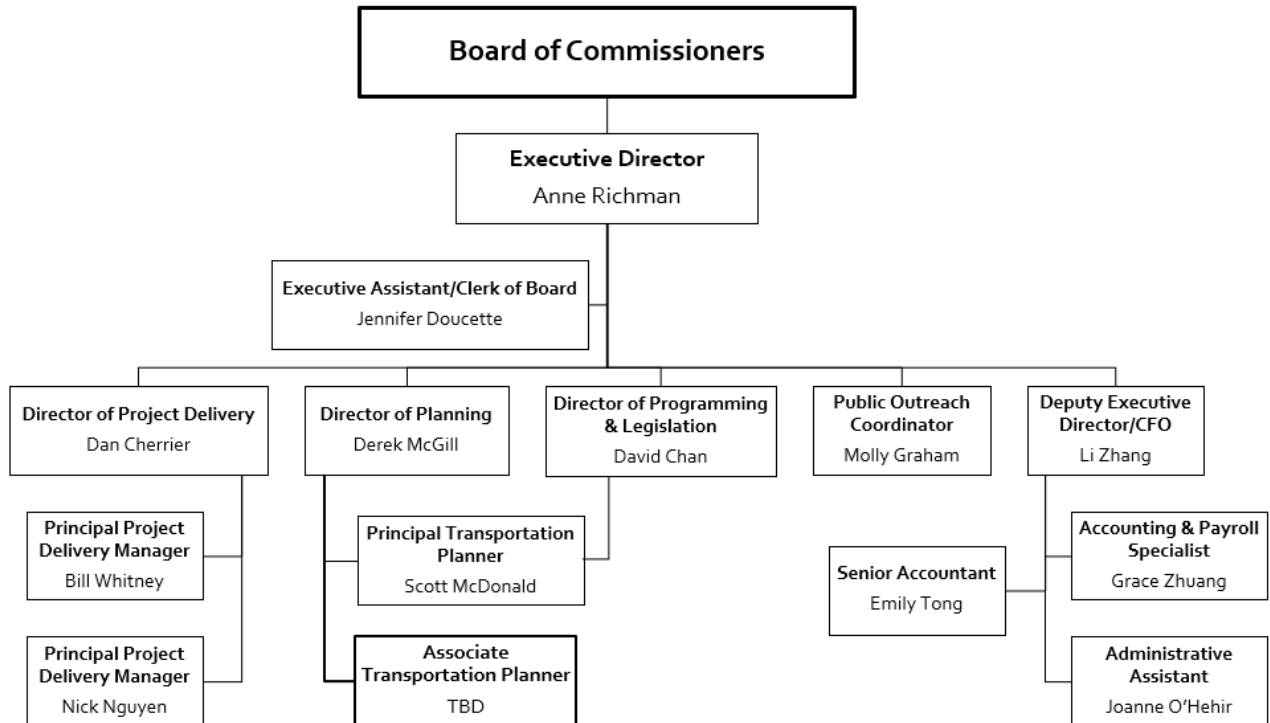 Board of Commissioners
Executive Director
Anne Richman
Executive Assistant/Clerk of Board
Jennifer Doucette
Director of Project Delivery
Dan Cherrier
Director of Planning
Derek McGill
Director of Programming
& Legislation
David Chan
Public Outreach
Coordinator
Molly Graham
Deputy Executive
Director/CFO
Li Zhang
Principal Project
Delivery Manager
Bill Whitney
Principal Transportation
Planner
Scott McDonald
Senior Accountant
Emily Tong
Accounting & Payroll
Specialist
Grace Zhuang
Principal Project
Delivery Manager
Nick Nguyen
Associate
Transportation Planner
TBD
Administrative
Assistant
Joanne O’Hehir